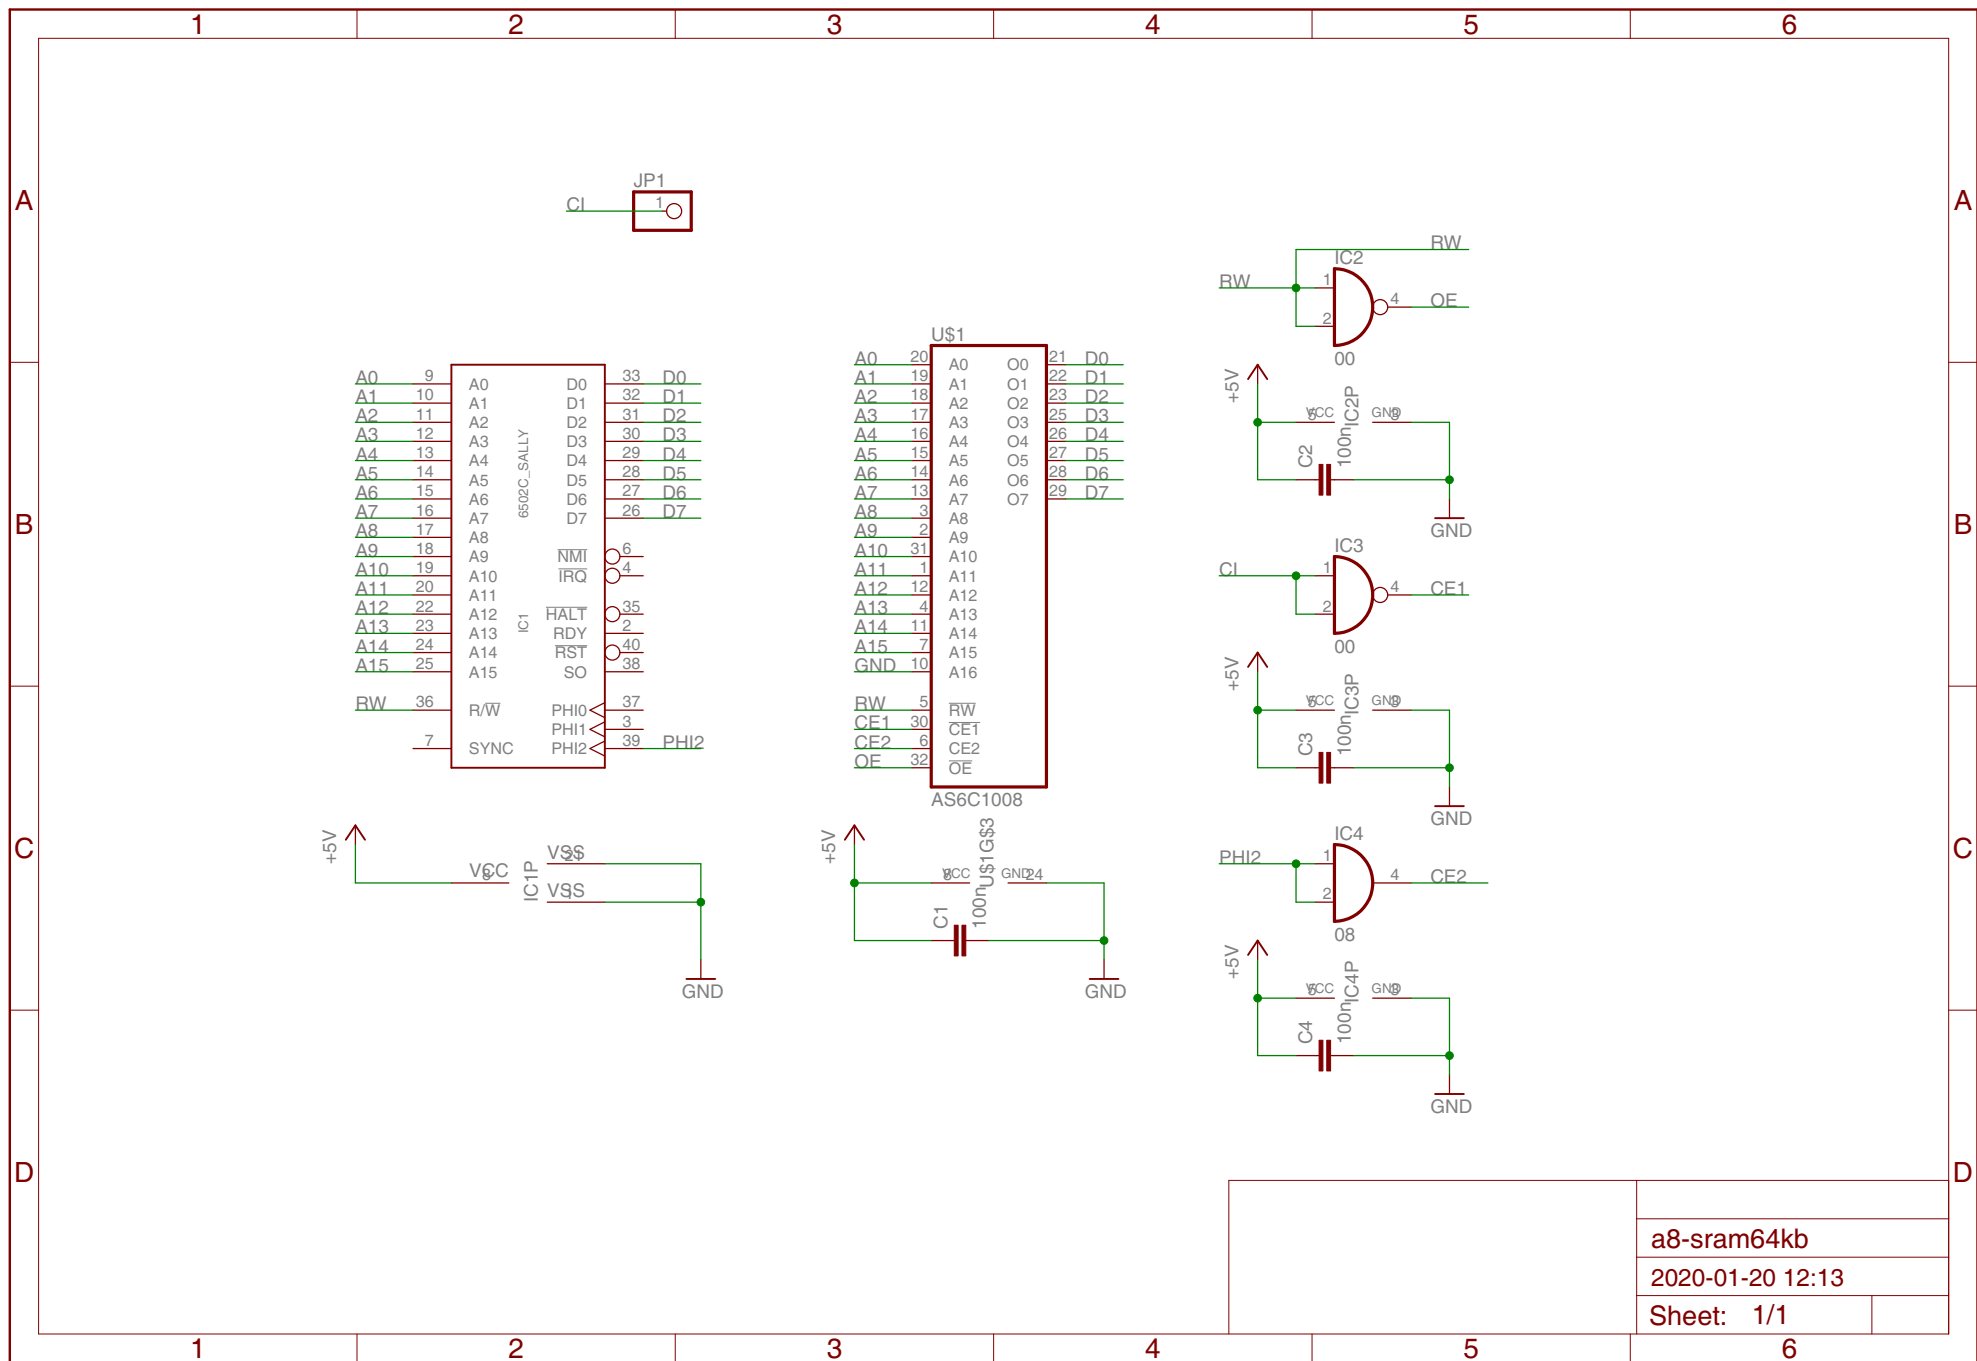 1 2 3 4 5 6
A A
B B
C C
D D
JP1
CI 1
A0 9 A0
A1 10 A1
A2 11 A2
A3 12 A3
A4 13 A4
A5 14 A5
A6 15 A6
A7 16 A7
A8 17 A8
A9 18 A9
A10 19 A10
A11 20 A11
A12 22 A12
A13 23 A13
A14 24 A14
A15 25 A15
RW 36 R/W
7 SYNC
6502C_SALLY
IC1
D0 33 D0
D1 32 D1
D2 31 D2
D3 30 D3
D4 29 D4
D5 28 D5
D6 27 D6
D7 26 D7
NMI 6
IRQ 4
HALT 35
RDY 2
RST 40
SO 38
PHI0 37
PHI1 3
PHI2 39 PHI2
+5V
VCC 8
IC1P
VSS 21
VSS 1
GND
U$1
A0 20 A0
A1 19 A1
A2 18 A2
A3 17 A3
A4 16 A4
A5 15 A5
A6 14 A6
A7 13 A7
A8 3 A8
A9 2 A9
A10 31 A10
A11 1 A11
A12 12 A12
A13 4 A13
A14 11 A14
A15 7 A15
GND 10 A16
RW 5 RW
CE1 30 CE1
CE2 6 CE2
OE 32 OE
O0 21 D0
O1 22 D1
O2 23 D2
O3 25 D3
O4 26 D4
O5 27 D5
O6 28 D6
O7 29 D7
AS6C1008
+5V
8 VCC
U$1G$3
GND 24
C1
100n
GND
RW
IC2
RW 1
2
4 OE
00
+5V
5 VCC
IC2P
GND 3
C2
100n
GND
IC3
CI 1
2
4 CE1
00
+5V
5 VCC
IC3P
GND 3
C3
100n
GND
IC4
PHI2 1
2
4 CE2
08
+5V
5 VCC
IC4P
GND 3
C4
100n
GND
a8-sram64kb
2020-01-20 12:13
Sheet: 1/1
1 2 3 4 5 6